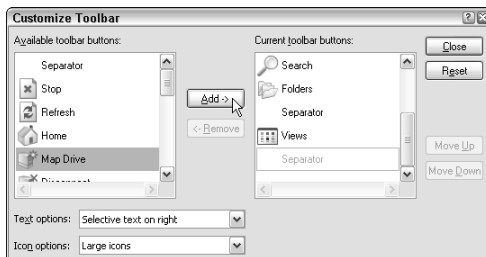 Customize Toolbar
Available toolbar buttons:
Separator
Stop
Refresh
Home
Map Drive
Disconnect
Add ->
<- Remove
Current toolbar buttons:
Search
Folders
Separator
Views
Separator
Close
Reset
Move Up
Move Down
Text options: Selective text on right
Icon options: Large icons